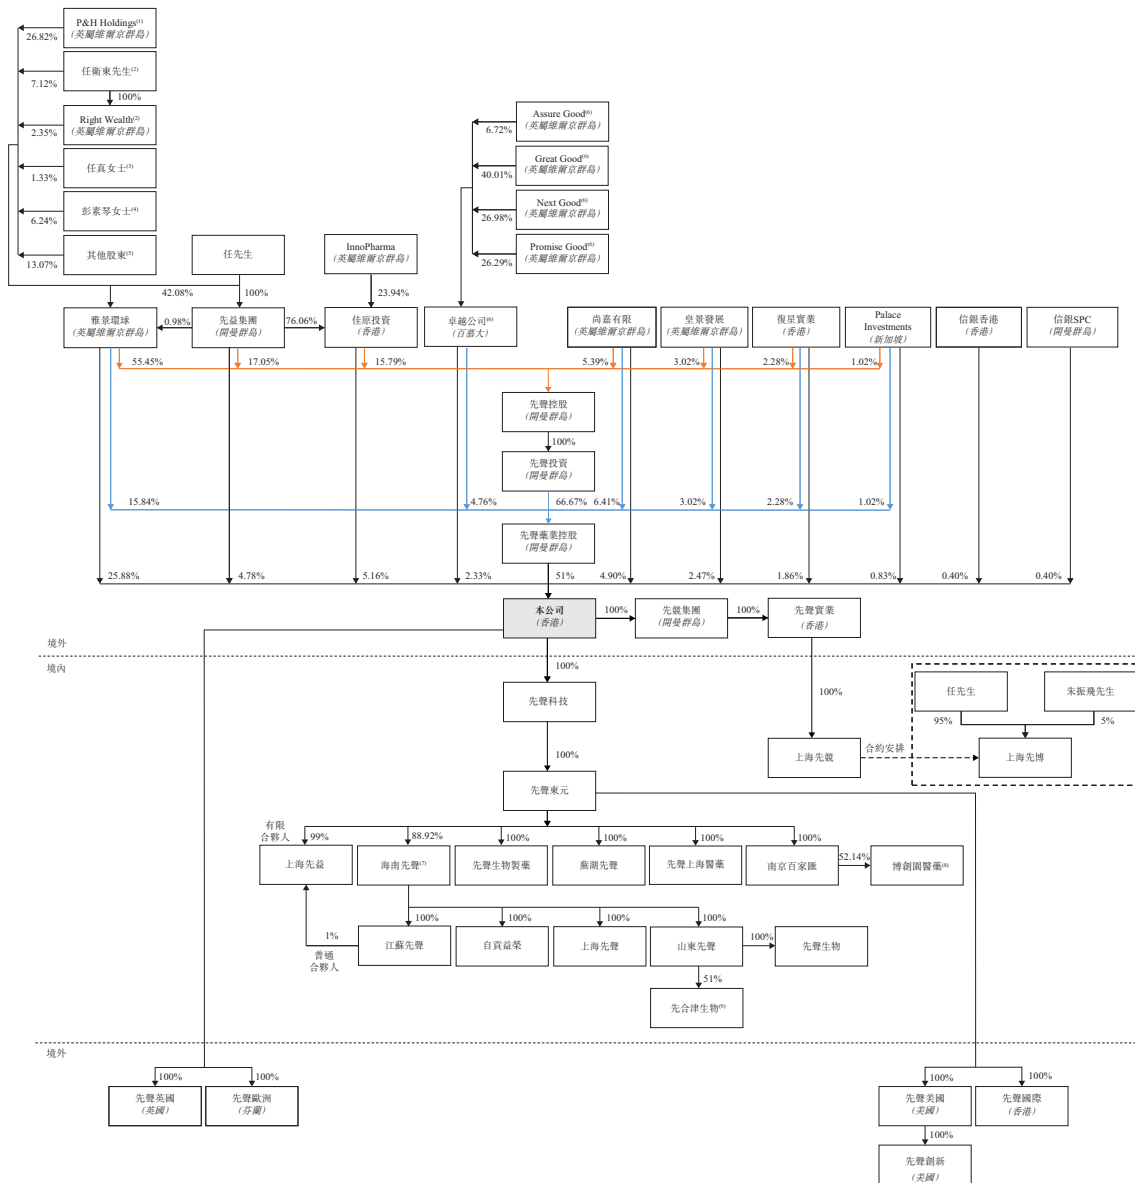 P&H Holdings(1)
(英屬維爾京群島)
26.82%
任衛東先生(2)
7.12%
100%
Right Wealth(2)
(英屬維爾京群島)
2.35%
任真女士(3)
1.33%
彭素琴女士(4)
6.24%
其他股東(5)
13.07%
任先生
InnoPharma
(英屬維爾京群島)
Assure Good(6)
(英屬維爾京群島)
6.72%
Great Good(6)
(英屬維爾京群島)
40.01%
Next Good(6)
(英屬維爾京群島)
26.98%
Promise Good(6)
(英屬維爾京群島)
26.29%
42.08%
100%
23.94%
雅景環球
(英屬維爾京群島)
0.98%
先益集團
(開曼群島)
76.06%
佳原投資
(香港)
卓越公司(6)
(百慕大)
尚嘉有限
(英屬維爾京群島)
皇景發展
(英屬維爾京群島)
復星實業
(香港)
Palace
Investments
(新加坡)
信銀香港
(香港)
信銀SPC
(開曼群島)
55.45%
17.05%
15.79%
5.39%
3.02%
2.28%
1.02%
先聲控股
(開曼群島)
100%
先聲投資
(開曼群島)
15.84%
4.76%
66.67%
6.41%
3.02%
2.28%
1.02%
先聲藥業控股
(開曼群島)
25.88%
4.78%
5.16%
2.33%
51%
4.90%
2.47%
1.86%
0.83%
0.40%
0.40%
本公司
(香港)
100%
先競集團
(開曼群島)
100%
先聲實業
(香港)
境外
境內
100%
先聲科技
100%
任先生
朱振飛先生
95%
5%
100%
上海先競
合約安排
上海先博
先聲東元
有限
合夥人
99%
88.92%
100%
100%
100%
100%
上海先益
海南先聲(7)
先聲生物製藥
蕪湖先聲
先聲上海醫藥
南京百家匯
52.14%
博創園醫藥(8)
100%
100%
100%
100%
1%
普通
合夥人
江蘇先聲
自貢益榮
上海先聲
山東先聲
100%
先聲生物
51%
先合津生物(9)
境外
100%
100%
100%
100%
先聲英國
(英國)
先聲歐洲
(芬蘭)
先聲美國
(美國)
先聲國際
(香港)
100%
先聲創新
(美國)